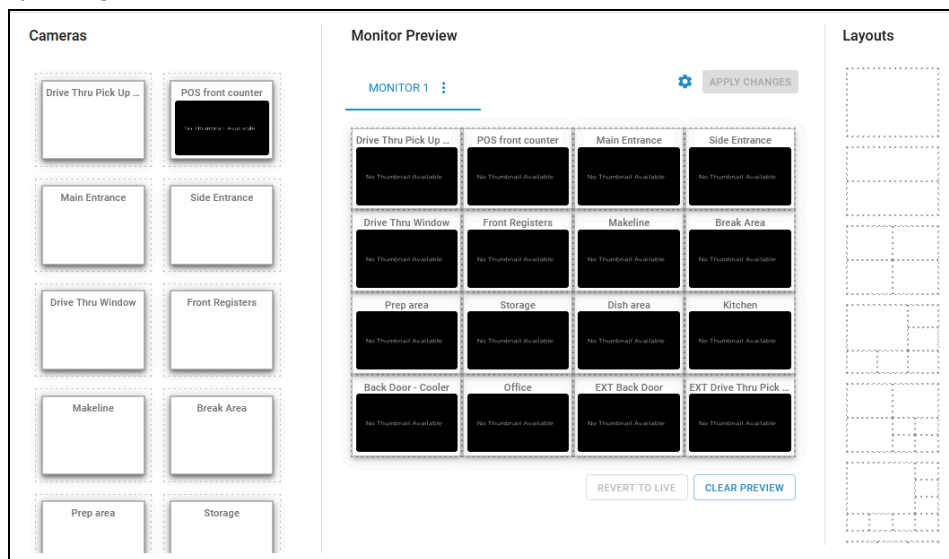 Cameras
Monitor Preview
Layouts
MONITOR 1
APPLY CHANGES
Drive Thru Pick Up ...
POS front counter
No Thumbnail Available
Main Entrance
Side Entrance
Drive Thru Window
Front Registers
Makeline
Break Area
Prep area
Storage
Drive Thru Pick Up ...
POS front counter
Main Entrance
Side Entrance
No Thumbnail Available
No Thumbnail Available
No Thumbnail Available
No Thumbnail Available
Drive Thru Window
Front Registers
Makeline
Break Area
No Thumbnail Available
No Thumbnail Available
No Thumbnail Available
No Thumbnail Available
Prep area
Storage
Dish area
Kitchen
No Thumbnail Available
No Thumbnail Available
No Thumbnail Available
No Thumbnail Available
Back Door - Cooler
Office
EXT Back Door
EXT Drive Thru Pick ...
No Thumbnail Available
No Thumbnail Available
No Thumbnail Available
No Thumbnail Available
REVERT TO LIVE
CLEAR PREVIEW